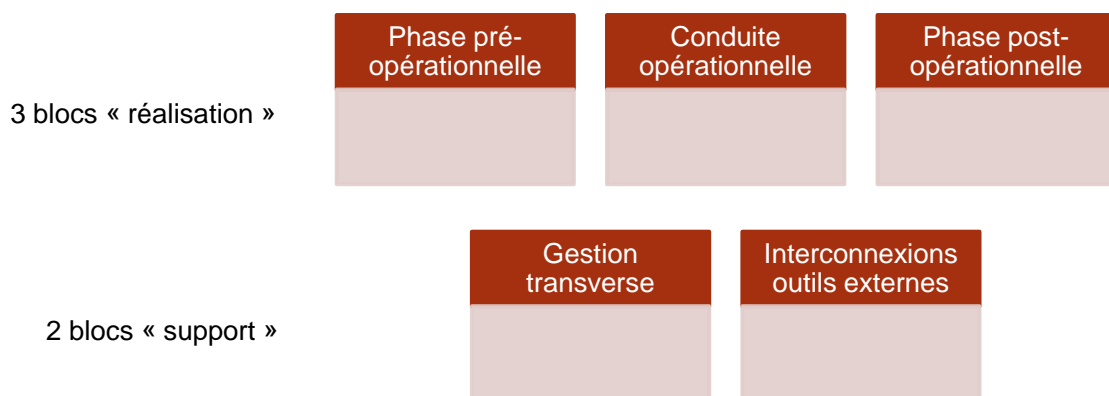 Phase pré-
opérationnelle
Conduite
opérationnelle
Phase post-
opérationnelle
3 blocs « réalisation »
Gestion
transverse
Interconnexions
outils externes
2 blocs « support »